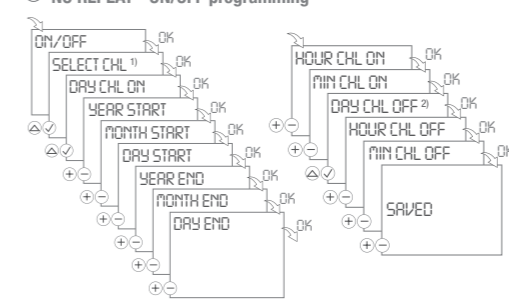 NO REPEAT – ON/OFF programming
ON/OFF
OK
SELECT CHL 1)
OK
DAY CHL ON
OK
YEAR START
OK
MONTH START
OK
DAY START
OK
YEAR END
OK
MONTH END
OK
DAY END
OK
HOUR CHL ON
OK
MIN CHL ON
OK
DAY CHL OFF 2)
OK
HOUR CHL OFF
OK
MIN CHL OFF
OK
SAVED